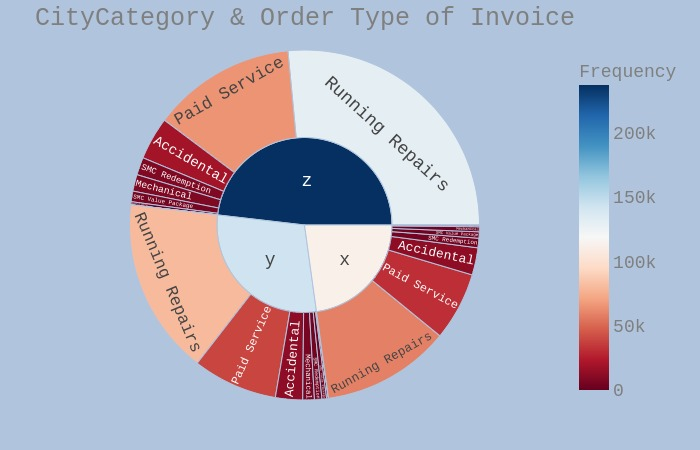 CityCategory & Order Type of Invoice
Frequency
200k
150k
100k
50k
0
z
Running Repairs
Paid Service
Accidental
SMC Redemption
Mechanical
SMC Value Package
y
Running Repairs
Paid Service
Accidental
Mechanical
x
Running Repairs
Paid Service
Accidental
SMC Redemption
SMC Value Package